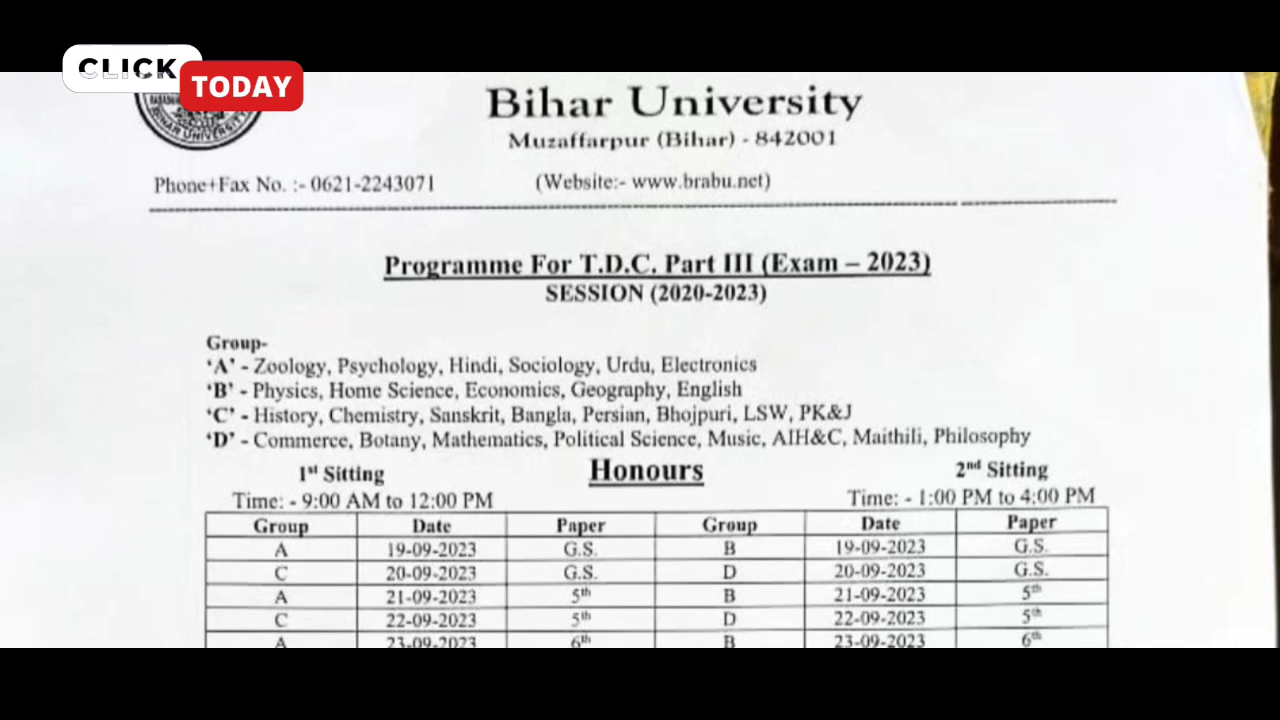 CLICK
TODAY
BIHAR UNIVERSITY
Bihar University
Muzaffarpur (Bihar) - 842001
Phone+Fax No. :- 0621-2243071 (Website:- www.brabu.net)
Programme For T.D.C. Part III (Exam – 2023)
SESSION (2020-2023)
Group-
‘A’ - Zoology, Psychology, Hindi, Sociology, Urdu, Electronics
‘B’ - Physics, Home Science, Economics, Geography, English
‘C’ - History, Chemistry, Sanskrit, Bangla, Persian, Bhojpuri, LSW, PK&J
‘D’ - Commerce, Botany, Mathematics, Political Science, Music, AIH&C, Maithili, Philosophy
1st Sitting Honours 2nd Sitting
Time: - 9:00 AM to 12:00 PM Time: - 1:00 PM to 4:00 PM
Group Date Paper Group Date Paper
A 19-09-2023 G.S. B 19-09-2023 G.S.
C 20-09-2023 G.S. D 20-09-2023 G.S.
A 21-09-2023 5th B 21-09-2023 5th
C 22-09-2023 5th D 22-09-2023 5th
A 23-09-2023 6th B 23-09-2023 6th